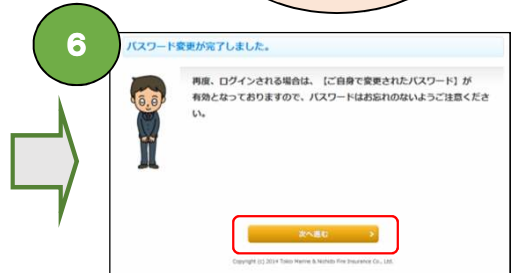 6
パスワード変更が完了しました。
再度、ログインされる場合は、【ご自身で変更されたパスワード】が
有効となっておりますので、パスワードはお忘れのないようご注意くださ
い。
次へ進む
Copyright (c) 2014 Tokio Marine & Nichido Fire Insurance Co., Ltd.